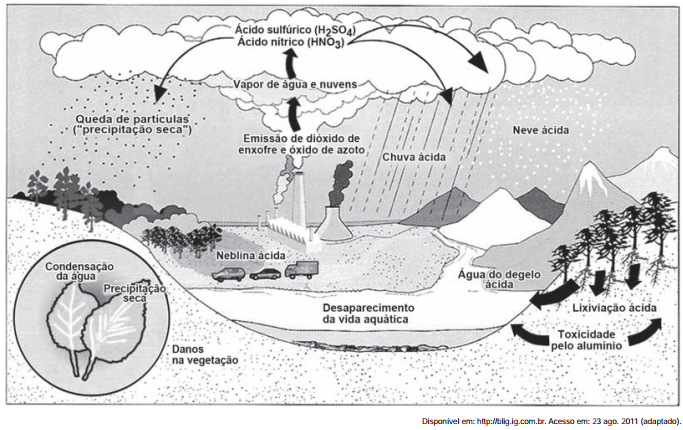 Ácido sulfúrico (H₂SO₄)
Ácido nítrico (HNO₃)
Vapor de água e nuvens
Queda de partículas
("precipitação seca")
Emissão de dióxido de
enxofre e óxido de azoto
Chuva ácida
Neve ácida
Neblina ácida
Água do degelo
ácida
Condensação
da água
Precipitação
seca
Desaparecimento
da vida aquática
Lixiviação ácida
Toxicidade
pelo alumínio
Danos
na vegetação
Disponível em: http://blig.ig.com.br. Acesso em: 23 ago. 2011 (adaptado).